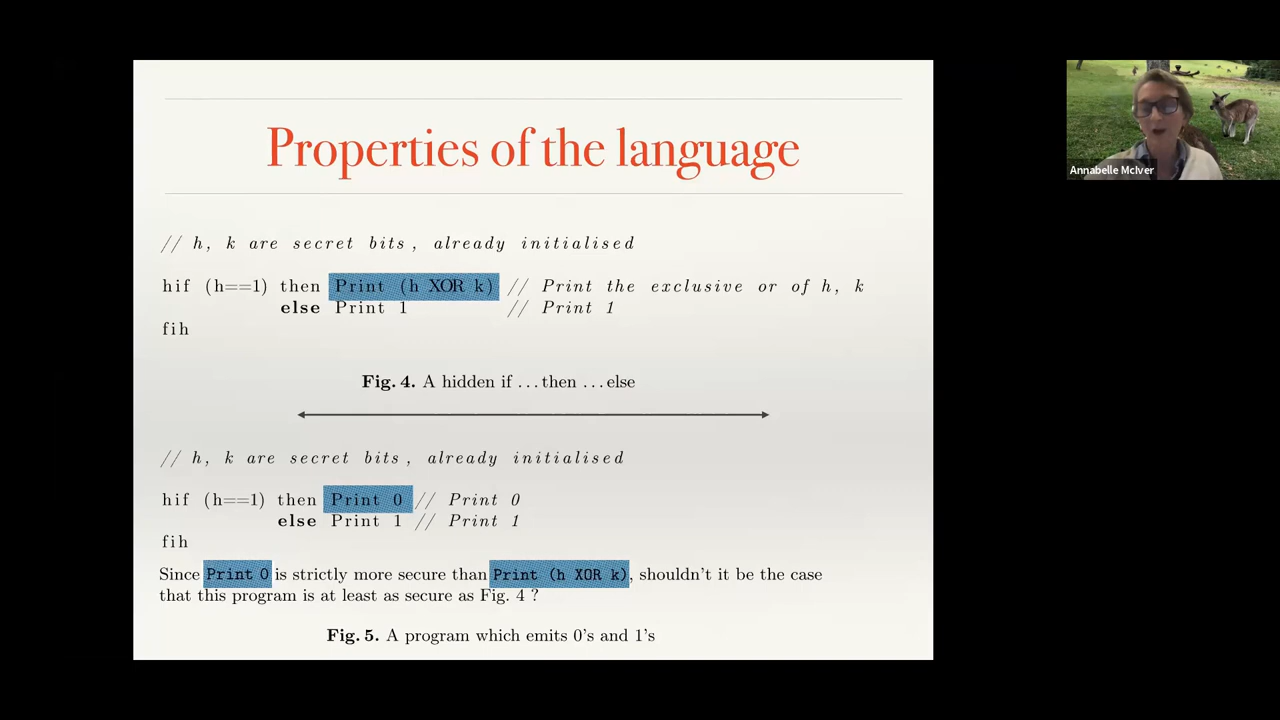 Properties of the language
// h, k are secret bits, already initialised
hif (h==1) then Print (h XOR k) // Print the exclusive or of h, k
else Print 1 // Print 1
fih
Fig. 4. A hidden if ...then ...else
// h, k are secret bits, already initialised
hif (h==1) then Print 0 // Print 0
else Print 1 // Print 1
fih
Since Print 0 is strictly more secure than Print (h XOR k), shouldn't it be the case
that this program is at least as secure as Fig. 4 ?
Fig. 5. A program which emits 0's and 1's
Annabelle McIver